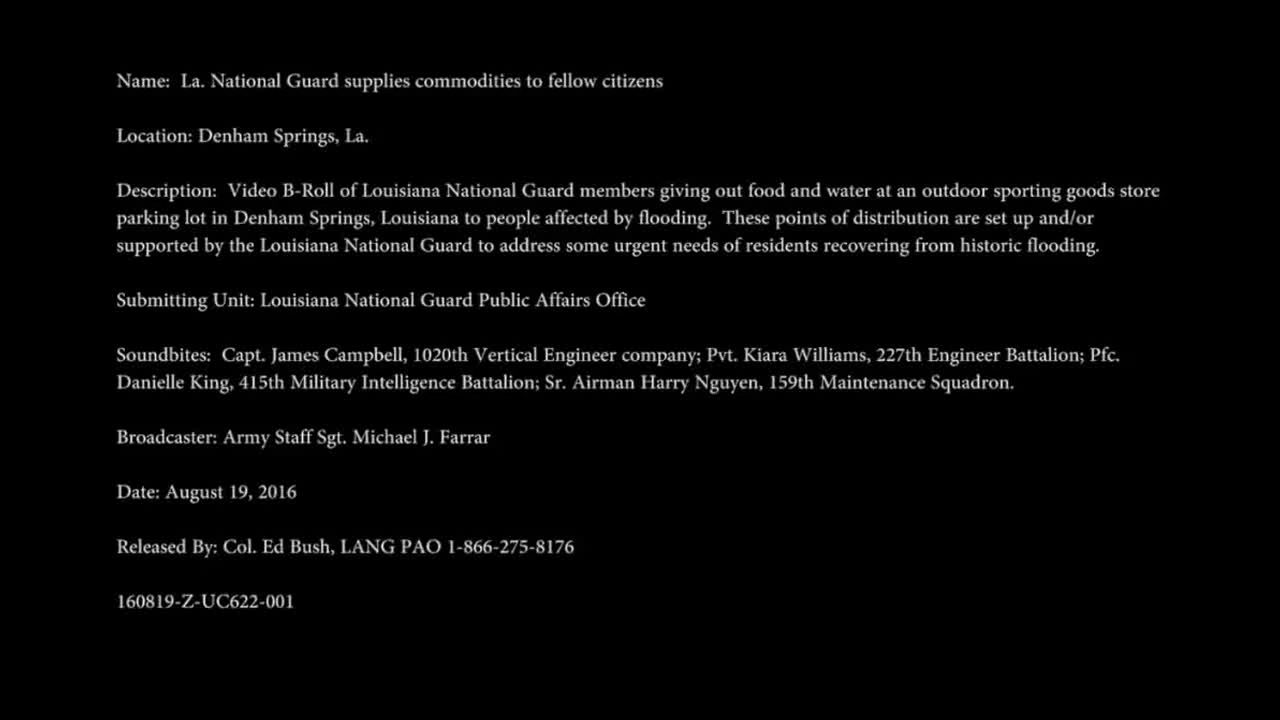 Name:  La. National Guard supplies commodities to fellow citizens
Location: Denham Springs, La.
Description:  Video B-Roll of Louisiana National Guard members giving out food and water at an outdoor sporting goods store
parking lot in Denham Springs, Louisiana to people affected by flooding.  These points of distribution are set up and/or
supported by the Louisiana National Guard to address some urgent needs of residents recovering from historic flooding.
Submitting Unit: Louisiana National Guard Public Affairs Office
Soundbites:  Capt. James Campbell, 1020th Vertical Engineer company; Pvt. Kiara Williams, 227th Engineer Battalion; Pfc.
Danielle King, 415th Military Intelligence Battalion; Sr. Airman Harry Nguyen, 159th Maintenance Squadron.
Broadcaster: Army Staff Sgt. Michael J. Farrar
Date: August 19, 2016
Released By: Col. Ed Bush, LANG PAO 1-866-275-8176
160819-Z-UC622-001